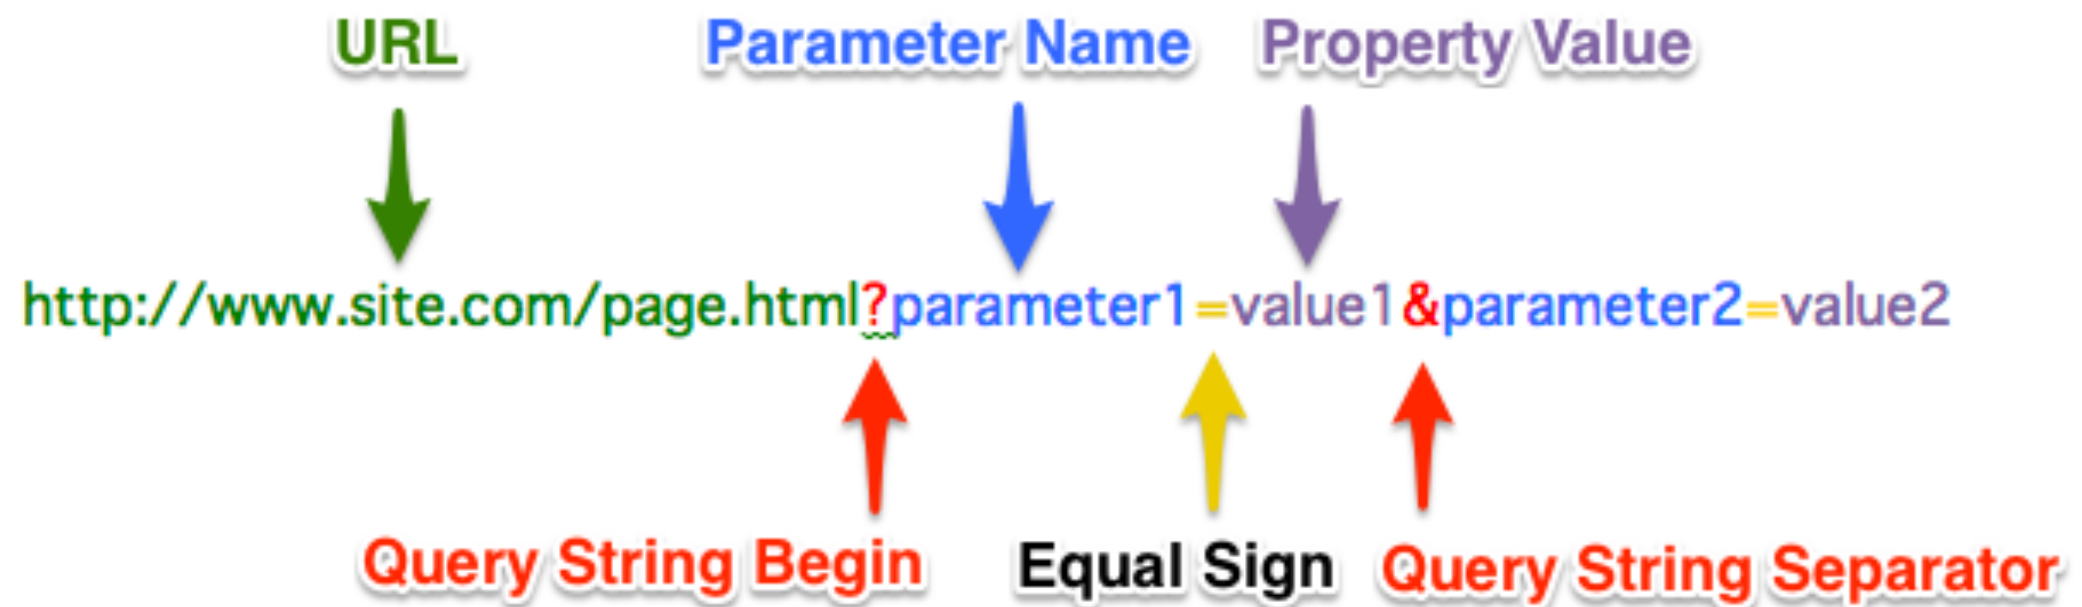 URL Parameter Name Property Value
http://www.site.com/page.html?parameter1=value1&parameter2=value2
Query String Begin Equal Sign Query String Separator